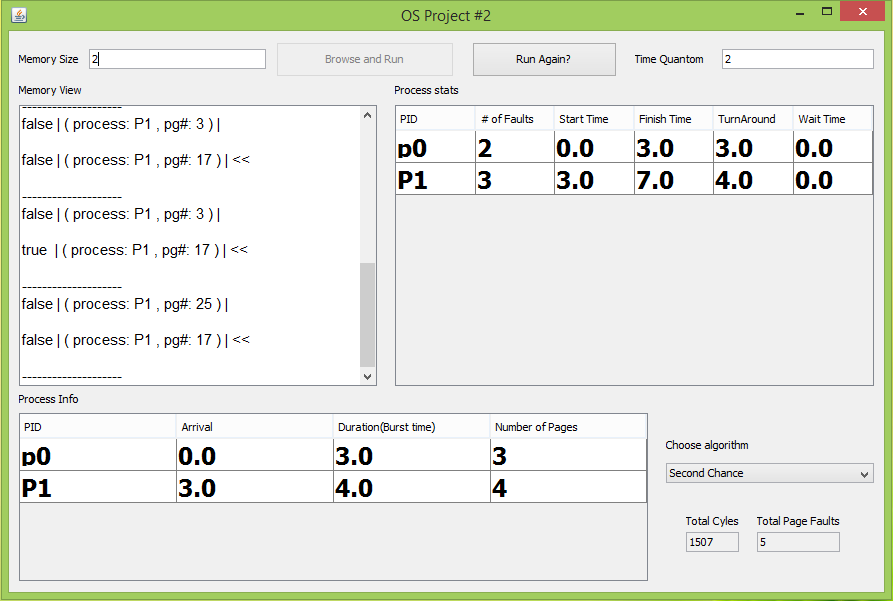 OS Project #2
Memory Size 2 Browse and Run Run Again? Time Quantom 2
Memory View
--------------------
false | ( process: P1 , pg#: 3 ) |
false | ( process: P1 , pg#: 17 ) | <<
--------------------
false | ( process: P1 , pg#: 3 ) |
true | ( process: P1 , pg#: 17 ) | <<
--------------------
false | ( process: P1 , pg#: 25 ) |
false | ( process: P1 , pg#: 17 ) | <<
--------------------
Process stats
PID # of Faults Start Time Finish Time TurnAround Wait Time
p0 2 0.0 3.0 3.0 0.0
P1 3 3.0 7.0 4.0 0.0
Process Info
PID Arrival Duration(Burst time) Number of Pages
p0 0.0 3.0 3
P1 3.0 4.0 4
Choose algorithm
Second Chance
Total Cyles Total Page Faults
1507 5